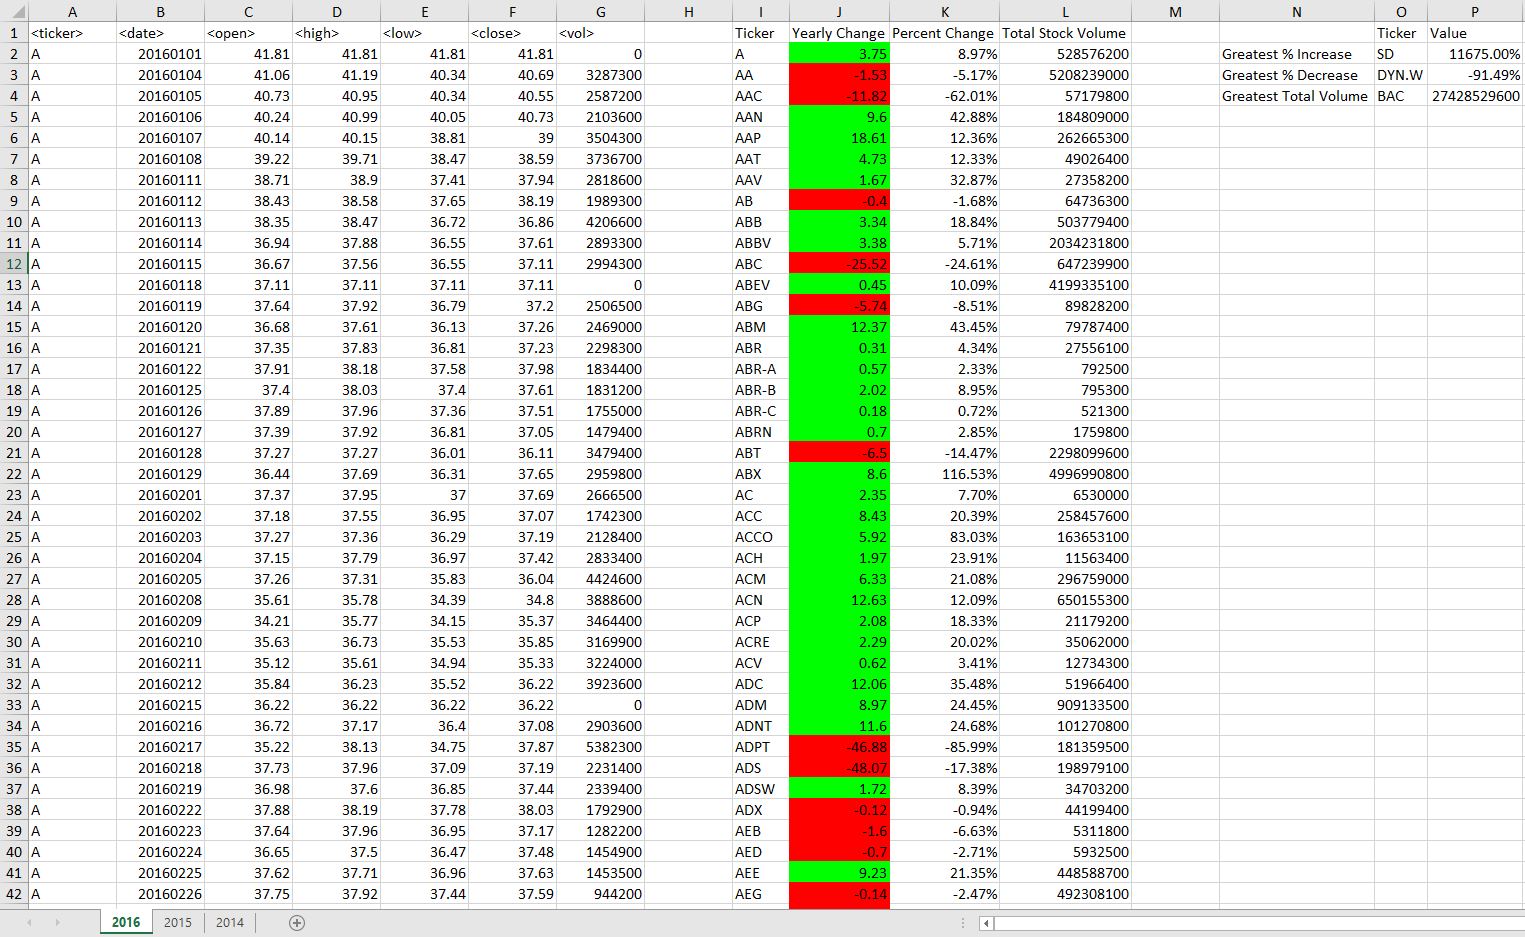 A B C D E F G H I J K L M N O P
1 <ticker> <date> <open> <high> <low> <close> <vol> Ticker Yearly Change Percent Change Total Stock Volume Ticker Value
2 A 20160101 41.81 41.81 41.81 41.81 0 A 3.75 8.97% 528576200 Greatest % Increase SD 11675.00%
3 A 20160104 41.06 41.19 40.34 40.69 3287300 AA -1.53 -5.17% 5208239000 Greatest % Decrease DYN.W -91.49%
4 A 20160105 40.73 40.95 40.34 40.55 2587200 AAC -11.82 -62.01% 57179800 Greatest Total Volume BAC 27428529600
5 A 20160106 40.24 40.99 40.05 40.73 2103600 AAN 9.6 42.88% 184809000
6 A 20160107 40.14 40.15 38.81 39 3504300 AAP 18.61 12.36% 262665300
7 A 20160108 39.22 39.71 38.47 38.59 3736700 AAT 4.73 12.33% 49026400
8 A 20160111 38.71 38.9 37.41 37.94 2818600 AAV 1.67 32.87% 27358200
9 A 20160112 38.43 38.58 37.65 38.19 1989300 AB -0.4 -1.68% 64736300
10 A 20160113 38.35 38.47 36.72 36.86 4206600 ABB 3.34 18.84% 503779400
11 A 20160114 36.94 37.88 36.55 37.61 2893300 ABBV 3.38 5.71% 2034231800
12 A 20160115 36.67 37.56 36.55 37.11 2994300 ABC -25.52 -24.61% 647239900
13 A 20160118 37.11 37.11 37.11 37.11 0 ABEV 0.45 10.09% 4199335100
14 A 20160119 37.64 37.92 36.79 37.2 2506500 ABG -5.74 -8.51% 89828200
15 A 20160120 36.68 37.61 36.13 37.26 2469000 ABM 12.37 43.45% 79787400
16 A 20160121 37.35 37.83 36.81 37.23 2298300 ABR 0.31 4.34% 27556100
17 A 20160122 37.91 38.18 37.58 37.98 1834400 ABR-A 0.57 2.33% 792500
18 A 20160125 37.4 38.03 37.4 37.61 1831200 ABR-B 2.02 8.95% 795300
19 A 20160126 37.89 37.96 37.36 37.51 1755000 ABR-C 0.18 0.72% 521300
20 A 20160127 37.39 37.92 36.81 37.05 1479400 ABRN 0.7 2.85% 1759800
21 A 20160128 37.27 37.27 36.01 36.11 3479400 ABT -6.5 -14.47% 2298099600
22 A 20160129 36.44 37.69 36.31 37.65 2959800 ABX 8.6 116.53% 4996990800
23 A 20160201 37.37 37.95 37 37.69 2666500 AC 2.35 7.70% 6530000
24 A 20160202 37.18 37.55 36.95 37.07 1742300 ACC 8.43 20.39% 258457600
25 A 20160203 37.27 37.36 36.29 37.19 2128400 ACCO 5.92 83.03% 163653100
26 A 20160204 37.15 37.79 36.97 37.42 2833400 ACH 1.97 23.91% 11563400
27 A 20160205 37.26 37.31 35.83 36.04 4424600 ACM 6.33 21.08% 296759000
28 A 20160208 35.61 35.78 34.39 34.8 3888600 ACN 12.63 12.09% 650155300
29 A 20160209 34.21 35.77 34.15 35.37 3464400 ACP 2.08 18.33% 21179200
30 A 20160210 35.63 36.73 35.53 35.85 3169900 ACRE 2.29 20.02% 35062000
31 A 20160211 35.12 35.61 34.94 35.33 3224000 ACV 0.62 3.41% 12734300
32 A 20160212 35.84 36.23 35.52 36.22 3923600 ADC 12.06 35.48% 51966400
33 A 20160215 36.22 36.22 36.22 36.22 0 ADM 8.97 24.45% 909133500
34 A 20160216 36.72 37.17 36.4 37.08 2903600 ADNT 11.6 24.68% 101270800
35 A 20160217 35.22 38.13 34.75 37.87 5382300 ADPT -46.88 -85.99% 181359500
36 A 20160218 37.73 37.96 37.09 37.19 2231400 ADS -48.07 -17.38% 198979100
37 A 20160219 36.98 37.6 36.85 37.44 2339400 ADSW 1.72 8.39% 34703200
38 A 20160222 37.88 38.19 37.78 38.03 1792900 ADX -0.12 -0.94% 44199400
39 A 20160223 37.64 37.96 36.95 37.17 1282200 AEB -1.6 -6.63% 5311800
40 A 20160224 36.65 37.5 36.47 37.48 1454900 AED -0.7 -2.71% 5932500
41 A 20160225 37.62 37.71 36.96 37.63 1453500 AEE 9.23 21.35% 448588700
42 A 20160226 37.75 37.92 37.44 37.59 944200 AEG -0.14 -2.47% 492308100
2016 2015 2014